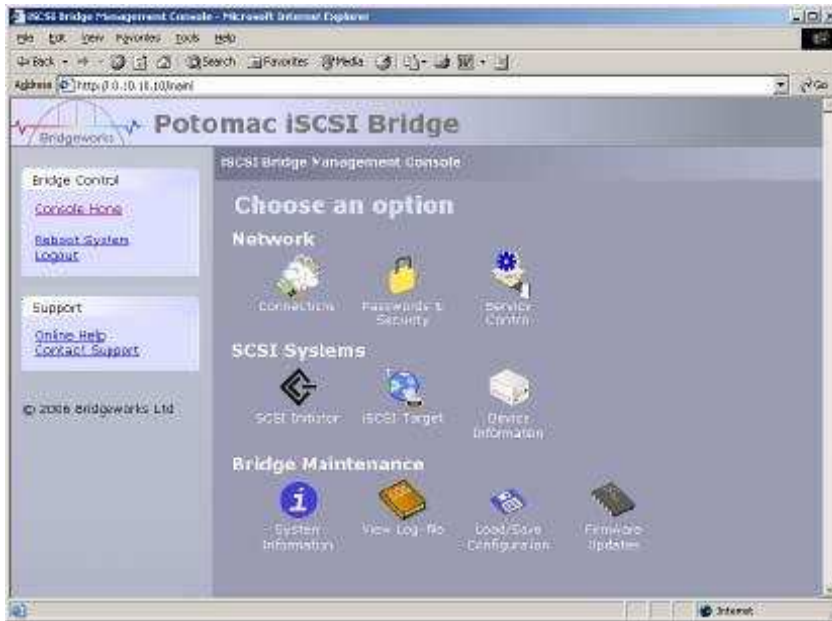 iSCSI Bridge Management Console - Microsoft Internet Explorer
File Edit View Favorites Tools Help
Back Search Favorites Media
Address Go
Bridgeworks
Potomac iSCSI Bridge
iSCSI Bridge Management Console
Bridge Control
Console Home
Reboot System
Logout
Support
Online Help
Contact Support
© 2006 Bridgeworks Ltd
Choose an option
Network
Connections
Passwords &
Security
Service
Control
SCSI Systems
SCSI Initiator
iSCSI Target
Device
Information
Bridge Maintenance
System
Information
View Log-file
Load/Save
Configuration
Firmware
Updates
Internet